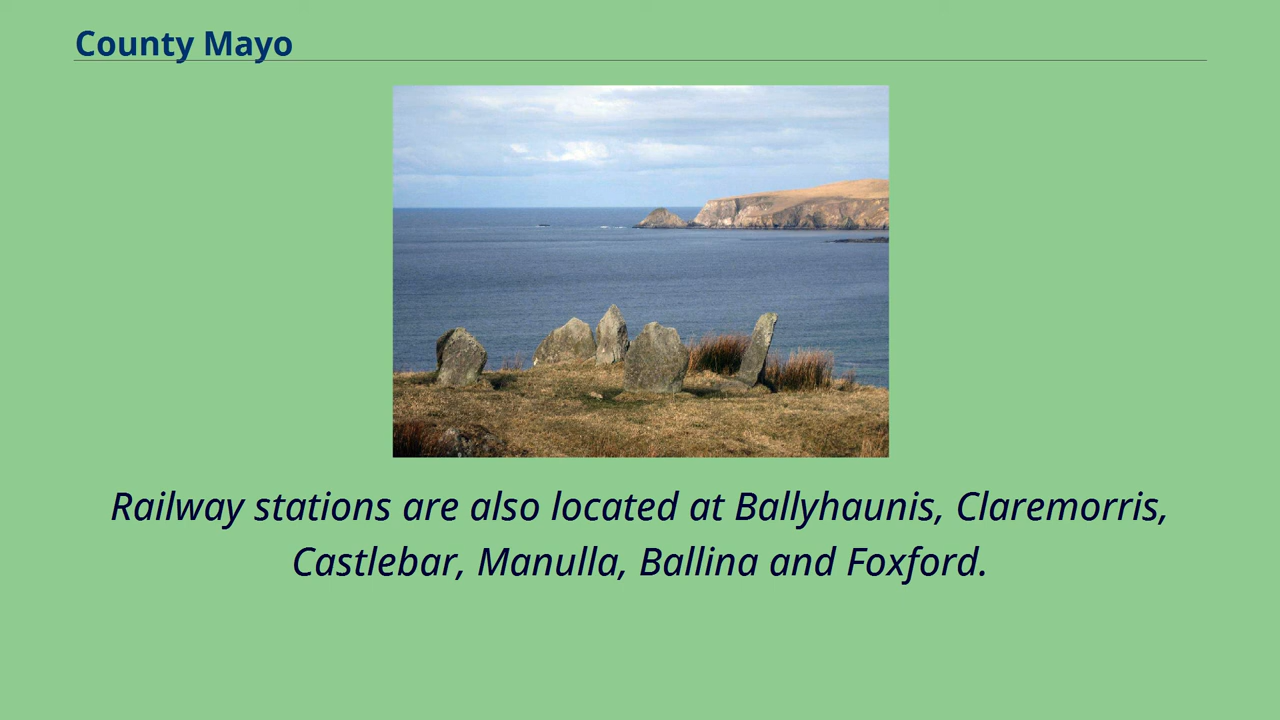 County Mayo
Railway stations are also located at Ballyhaunis, Claremorris,
Castlebar, Manulla, Ballina and Foxford.